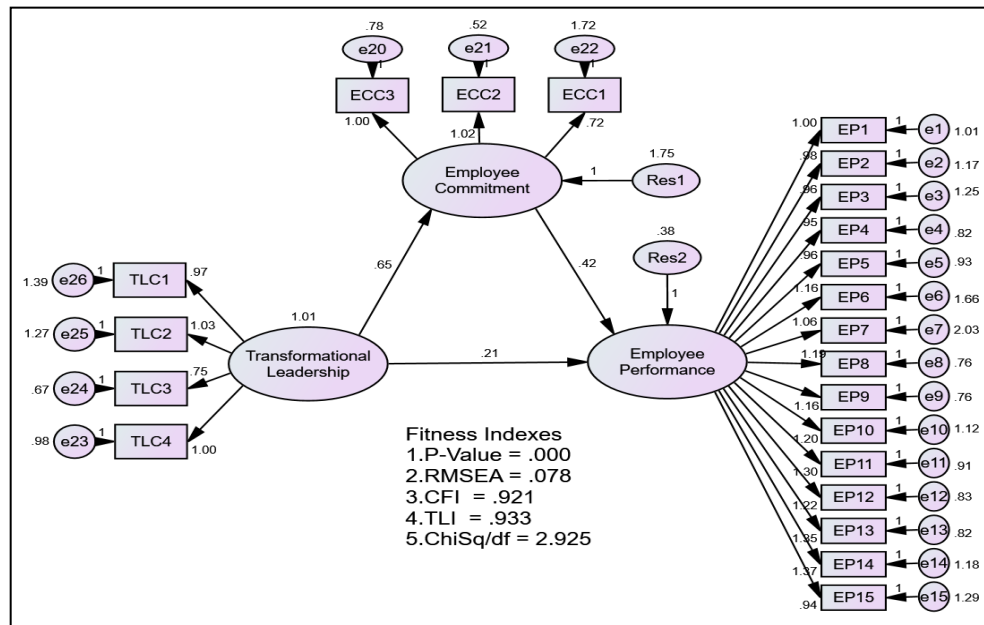 .78
.52
1.72
e20
e21
e22
1
1
1
ECC3
ECC2
ECC1
1.00
1.02
.72
Employee
Commitment
1
1.75
Res1
.38
Res2
1
.65
.42
1.39
e26
1
TLC1
.97
1.27
e25
1
TLC2
1.03
.67
e24
1
TLC3
.75
.98
e23
1
TLC4
1.00
1.01
Transformational
Leadership
.21
Employee
Performance
1.00
EP1
1
e1
1.01
.98
EP2
1
e2
1.17
.96
EP3
1
e3
1.25
.95
EP4
1
e4
.82
.96
EP5
1
e5
.93
1.16
EP6
1
e6
1.66
1.06
EP7
1
e7
2.03
1.19
EP8
1
e8
.76
EP9
1
e9
.76
1.16
EP10
1
e10
1.12
1.20
EP11
1
e11
.91
1.30
EP12
1
e12
.83
1.22
EP13
1
e13
.82
1.35
EP14
1
e14
1.18
1.37
EP15
1
e15
1.29
.94
Fitness Indexes
1.P-Value = .000
2.RMSEA = .078
3.CFI = .921
4.TLI = .933
5.ChiSq/df = 2.925